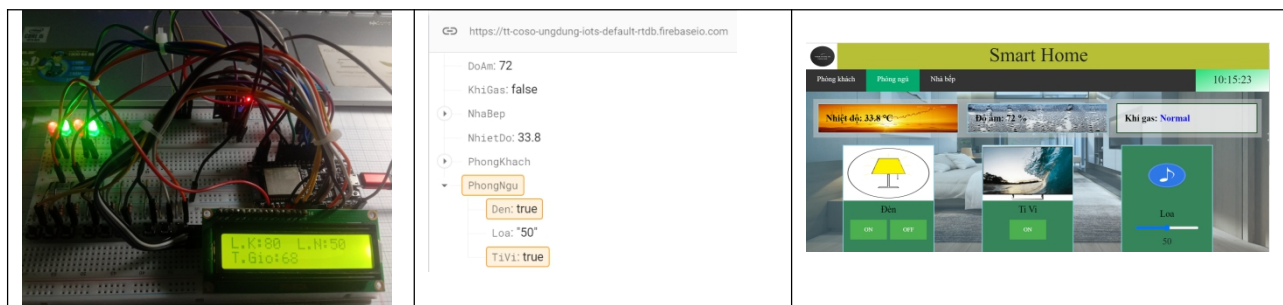 L.K:80 L.N:50
T.Gio:68
https://tt-coso-ungdung-iots-default-rtdb.firebaseio.com
DoAm: 72
KhiGas: false
NhaBep
NhietDo: 33.8
PhongKhach
PhongNgu
Den: true
Loa: "50"
TiVi: true
Smart Home
Phòng khách Phòng ngủ Nhà bếp 10:15:23
Nhiệt độ: 33.8 °C Độ ẩm: 72 % Khí gas: Normal
Đèn Ti Vi Loa
ON OFF ON
50